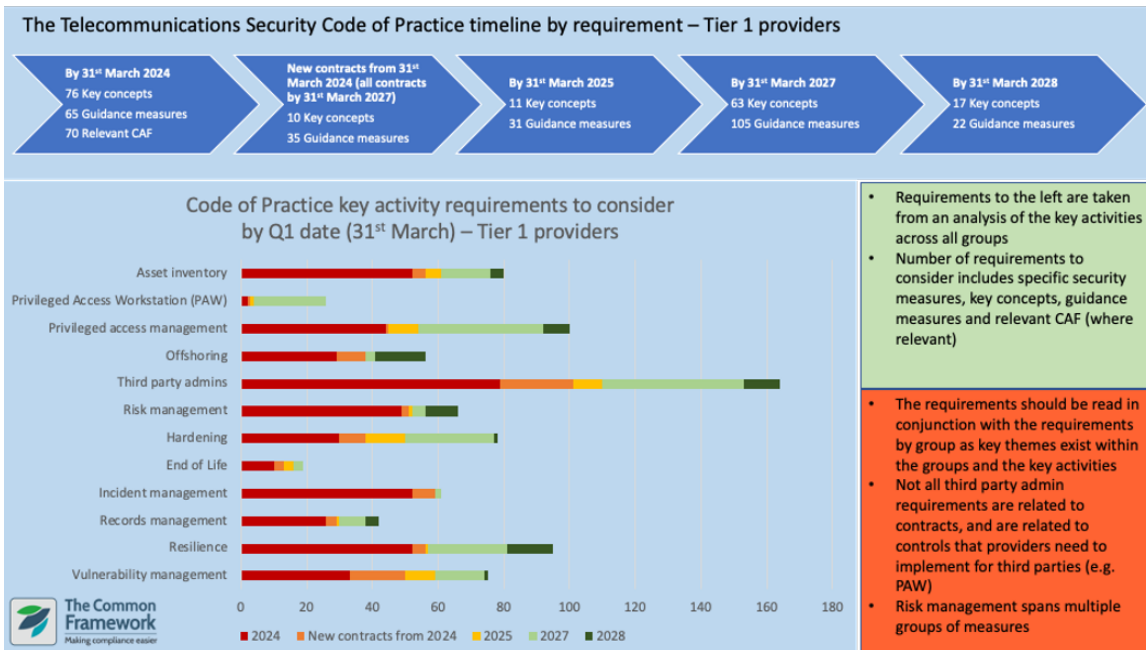 The Telecommunications Security Code of Practice timeline by requirement – Tier 1 providers
By 31st March 2024
76 Key concepts
65 Guidance measures
70 Relevant CAF
New contracts from 31st
March 2024 (all contracts
by 31st March 2027)
10 Key concepts
35 Guidance measures
By 31st March 2025
11 Key concepts
31 Guidance measures
By 31st March 2027
63 Key concepts
105 Guidance measures
By 31st March 2028
17 Key concepts
22 Guidance measures
Code of Practice key activity requirements to consider
by Q1 date (31st March) – Tier 1 providers
Asset inventory
Privileged Access Workstation (PAW)
Privileged access management
Offshoring
Third party admins
Risk management
Hardening
End of Life
Incident management
Records management
Resilience
Vulnerability management
0 20 40 60 80 100 120 140 160 180
2024 New contracts from 2024 2025 2027 2028
The Common
Framework
Making compliance easier
• Requirements to the left are taken
from an analysis of the key activities
across all groups
• Number of requirements to
consider includes specific security
measures, key concepts, guidance
measures and relevant CAF (where
relevant)
• The requirements should be read in
conjunction with the requirements
by group as key themes exist within
the groups and the key activities
• Not all third party admin
requirements are related to
contracts, and are related to
controls that providers need to
implement for third parties (e.g.
PAW)
• Risk management spans multiple
groups of measures